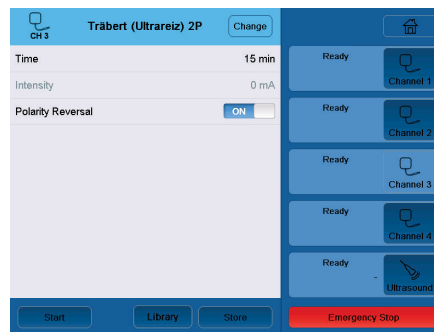 CH 3
Träbert (Ultrareiz) 2P
Change
Time
15 min
Intensity
0 mA
Polarity Reversal
ON
Start
Library
Store
Ready
Channel 1
Ready
Channel 2
Ready
Channel 3
Ready
Channel 4
Ready
-
Ultrasound
Emergency Stop